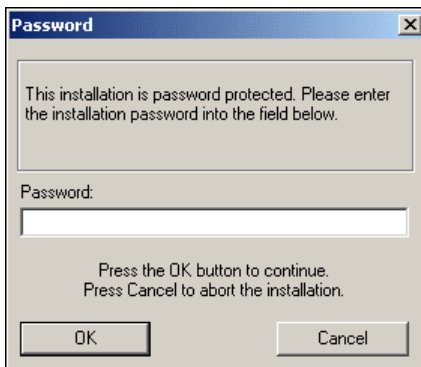 Password
This installation is password protected. Please enter
the installation password into the field below.
Password:
Press the OK button to continue.
Press Cancel to abort the installation.
OK
Cancel